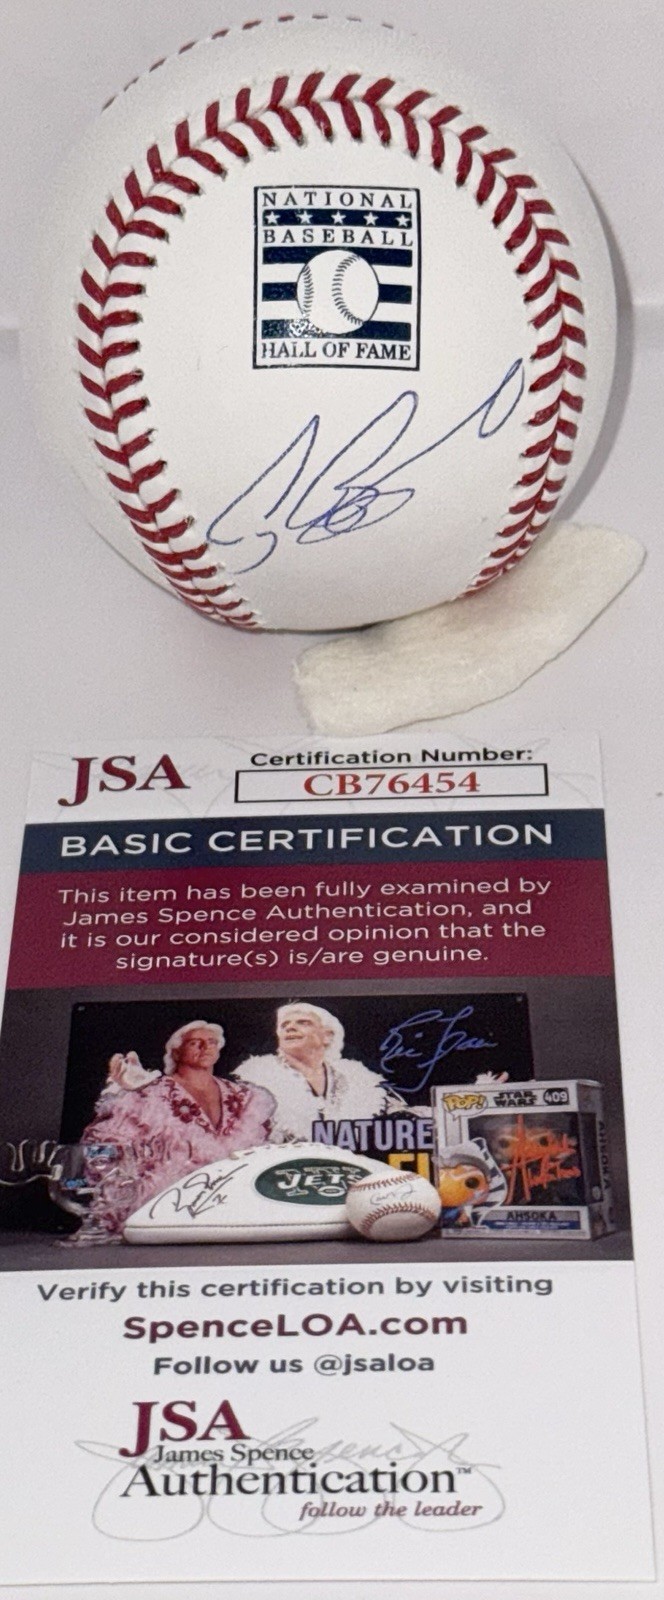 NATIONAL
BASEBALL
HALL OF FAME
JSA
Certification Number:
CB76454
BASIC CERTIFICATION
This item has been fully examined by
James Spence Authentication, and
it is our considered opinion that the
signature(s) is/are genuine.
NATURE
POP!
STAR WARS
409
JETS
AHSOKA
AHSOKA
Verify this certification by visiting
SpenceLOA.com
Follow us @jsaloa
JSA
James Spence
Authentication™
follow the leader